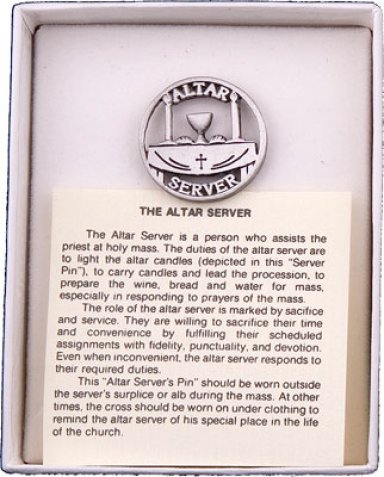 ALTAR
SERVER
THE ALTAR SERVER
The Altar Server is a person who assists the
priest at holy mass. The duties of the altar server are
to light the altar candles (depicted in this "Server
Pin"), to carry candles and lead the procession, to
prepare the wine, bread and water for mass,
especially in responding to prayers of the mass.
The role of the altar server is marked by sacifice
and service. They are willing to sacrifice their time
and convenience by fulfilling their scheduled
assignments with fidelity, punctuality, and devotion.
Even when inconvenient, the altar server responds to
their required duties.
This "Altar Server's Pin" should be worn outside
the server's surplice or alb during the mass. At other
times, the cross should be worn on under clothing to
remind the altar server of his special place in the life
of the church.